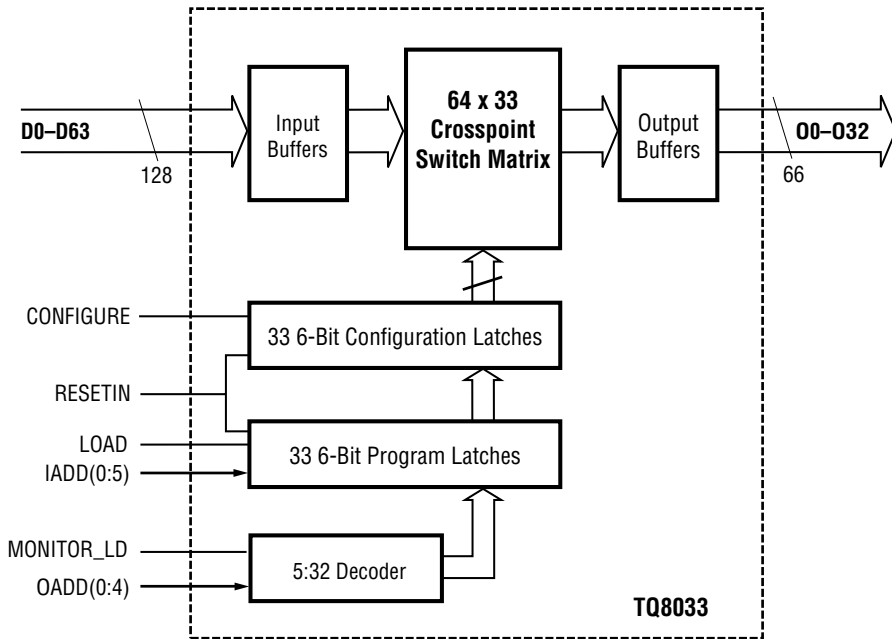 D0–D63
128
Input
Buffers
64 x 33
Crosspoint
Switch Matrix
Output
Buffers
O0–O32
66
CONFIGURE
33 6-Bit Configuration Latches
RESETIN
LOAD
IADD(0:5)
33 6-Bit Program Latches
MONITOR_LD
OADD(0:4)
5:32 Decoder
TQ8033